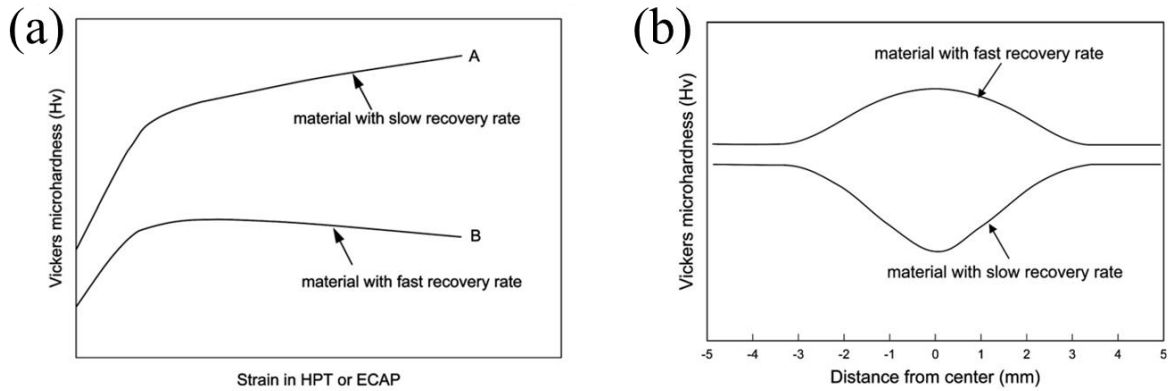 (a)
Vickers microhardness (Hv)
A
material with slow recovery rate
B
material with fast recovery rate
Strain in HPT or ECAP
(b)
Vickers microhardness (Hv)
material with fast recovery rate
material with slow recovery rate
-5 -4 -3 -2 -1 0 1 2 3 4 5
Distance from center (mm)